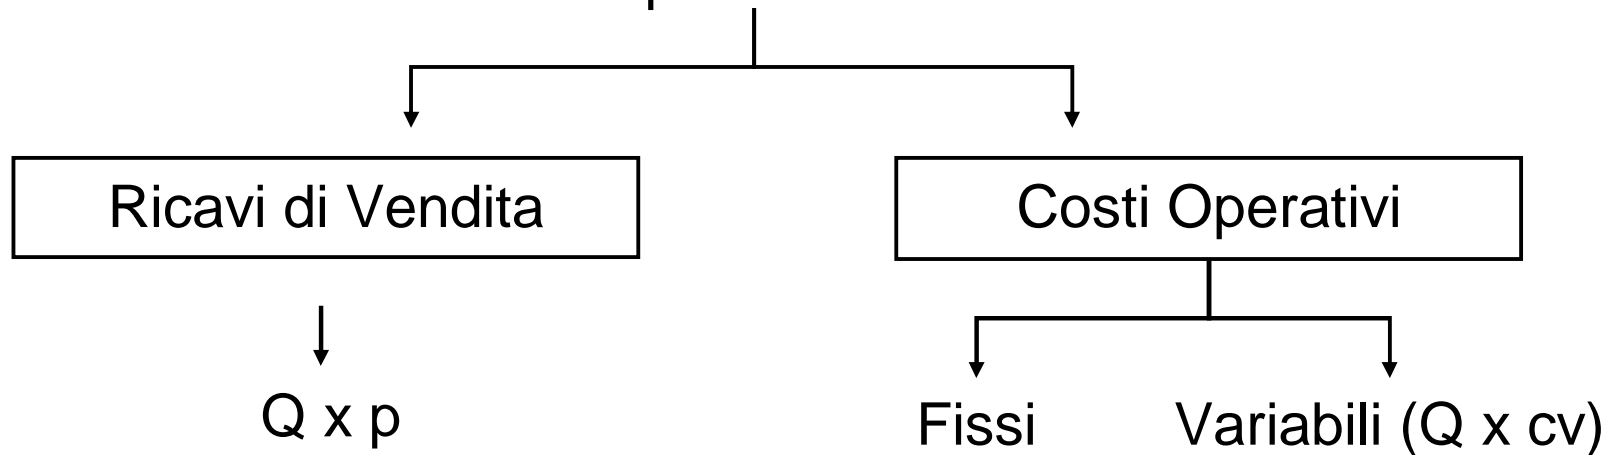 Ricavi di Vendita
Costi Operativi
Q x p
Fissi
Variabili (Q x cv)